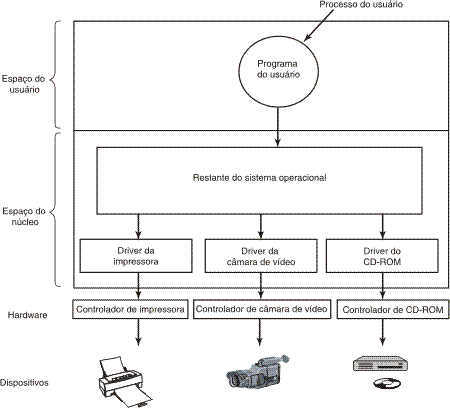 Processo do usuário
Programa
do usuário
Espaço do
usuário
Restante do sistema operacional
Espaço do
núcleo
Driver da
impressora
Driver da
câmara de vídeo
Driver do
CD-ROM
Hardware
Controlador de impressora
Controlador de câmara de vídeo
Controlador de CD-ROM
Dispositivos